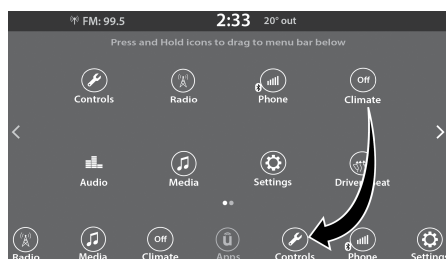 FM: 99.5 2:33 20° out
Press and Hold icons to drag to menu bar below
Off
Controls Radio Phone Climate
Audio Media Settings Driver
Off û
Radio Media Climate Apps Controls Phone Settings